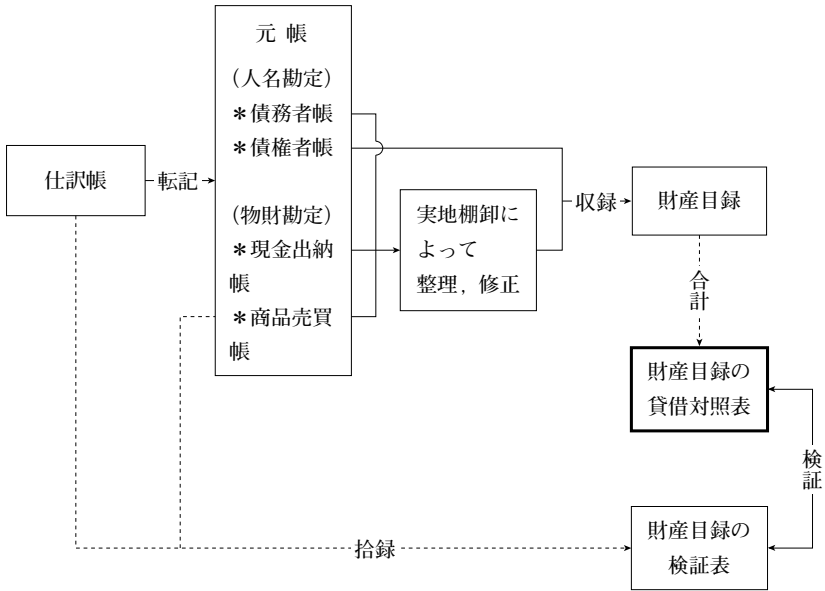 元 帳
(人名勘定)
＊債務者帳
＊債権者帳
(物財勘定)
＊現金出納
帳
＊商品売買
帳
仕訳帳
転記
実地棚卸に
よって
整理，修正
収録
財産目録
合計
財産目録の
貸借対照表
検証
拾録
財産目録の
検証表